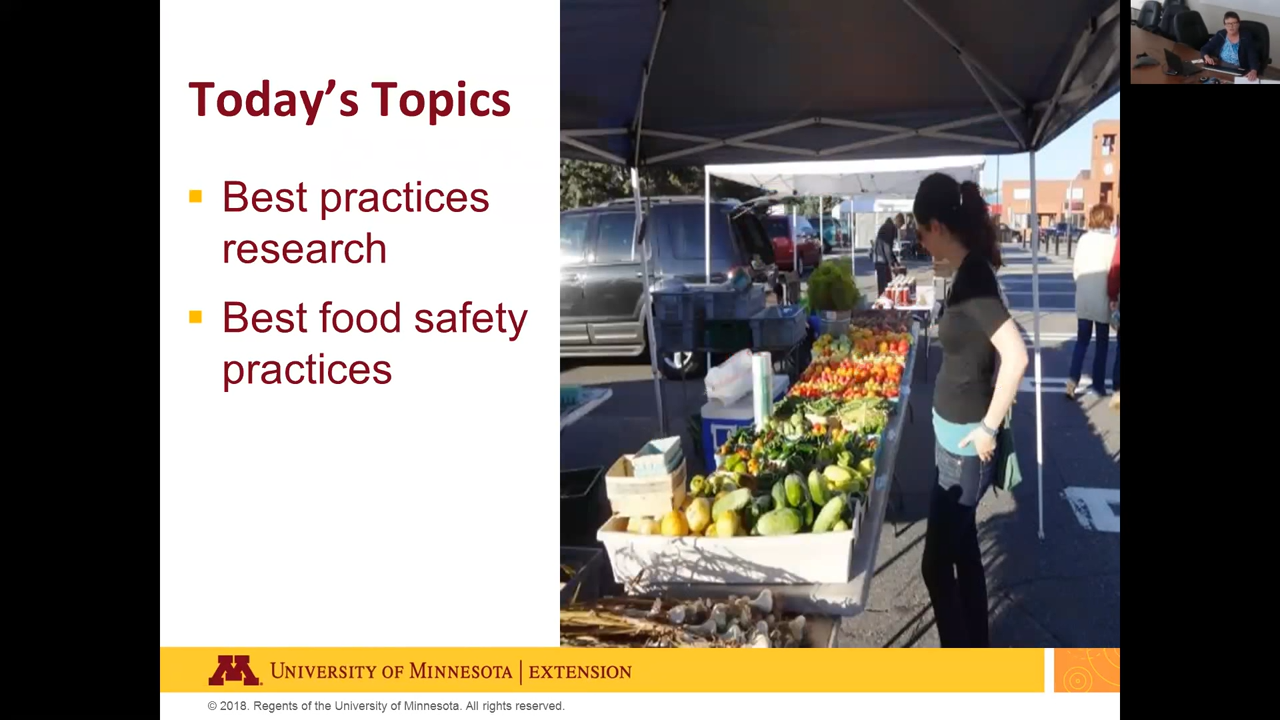 Today’s Topics
Best practices
research
Best food safety
practices
UNIVERSITY OF MINNESOTA | EXTENSION
© 2018. Regents of the University of Minnesota. All rights reserved.